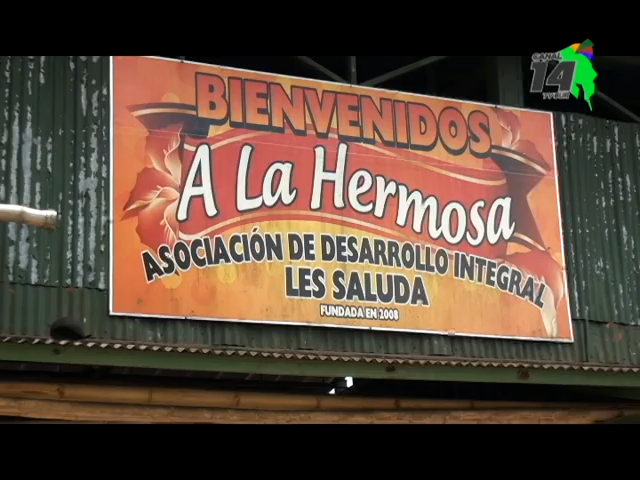 CANAL
14
BIENVENIDOS
A La Hermosa
ASOCIACIÓN DE DESARROLLO INTEGRAL
LES SALUDA
FUNDADA EN 2008